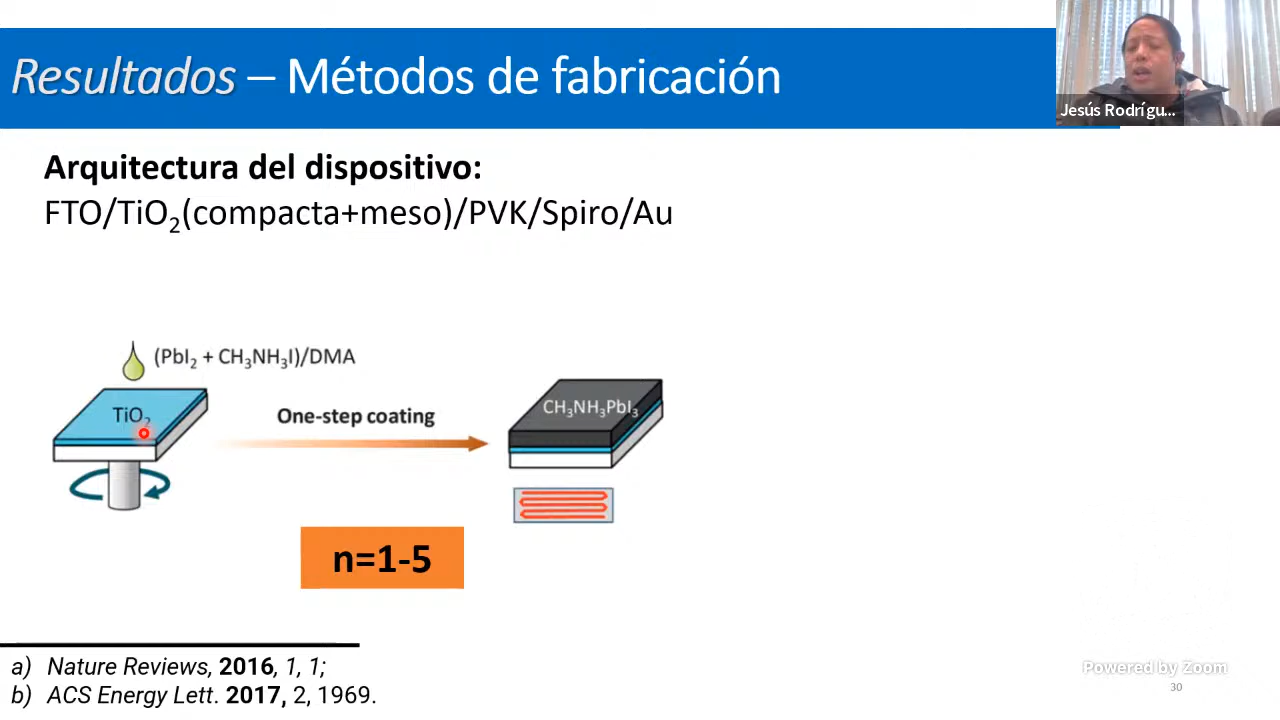 Resultados – Métodos de fabricación
Jesús Rodrígu...
Arquitectura del dispositivo:
FTO/TiO₂(compacta+meso)/PVK/Spiro/Au
(PbI₂ + CH₃NH₃I)/DMA
TiO₂
One-step coating
CH₃NH₃PbI₃
n=1-5
a) Nature Reviews, 2016, 1, 1;
b) ACS Energy Lett. 2017, 2, 1969.
Powered by Zoom
30